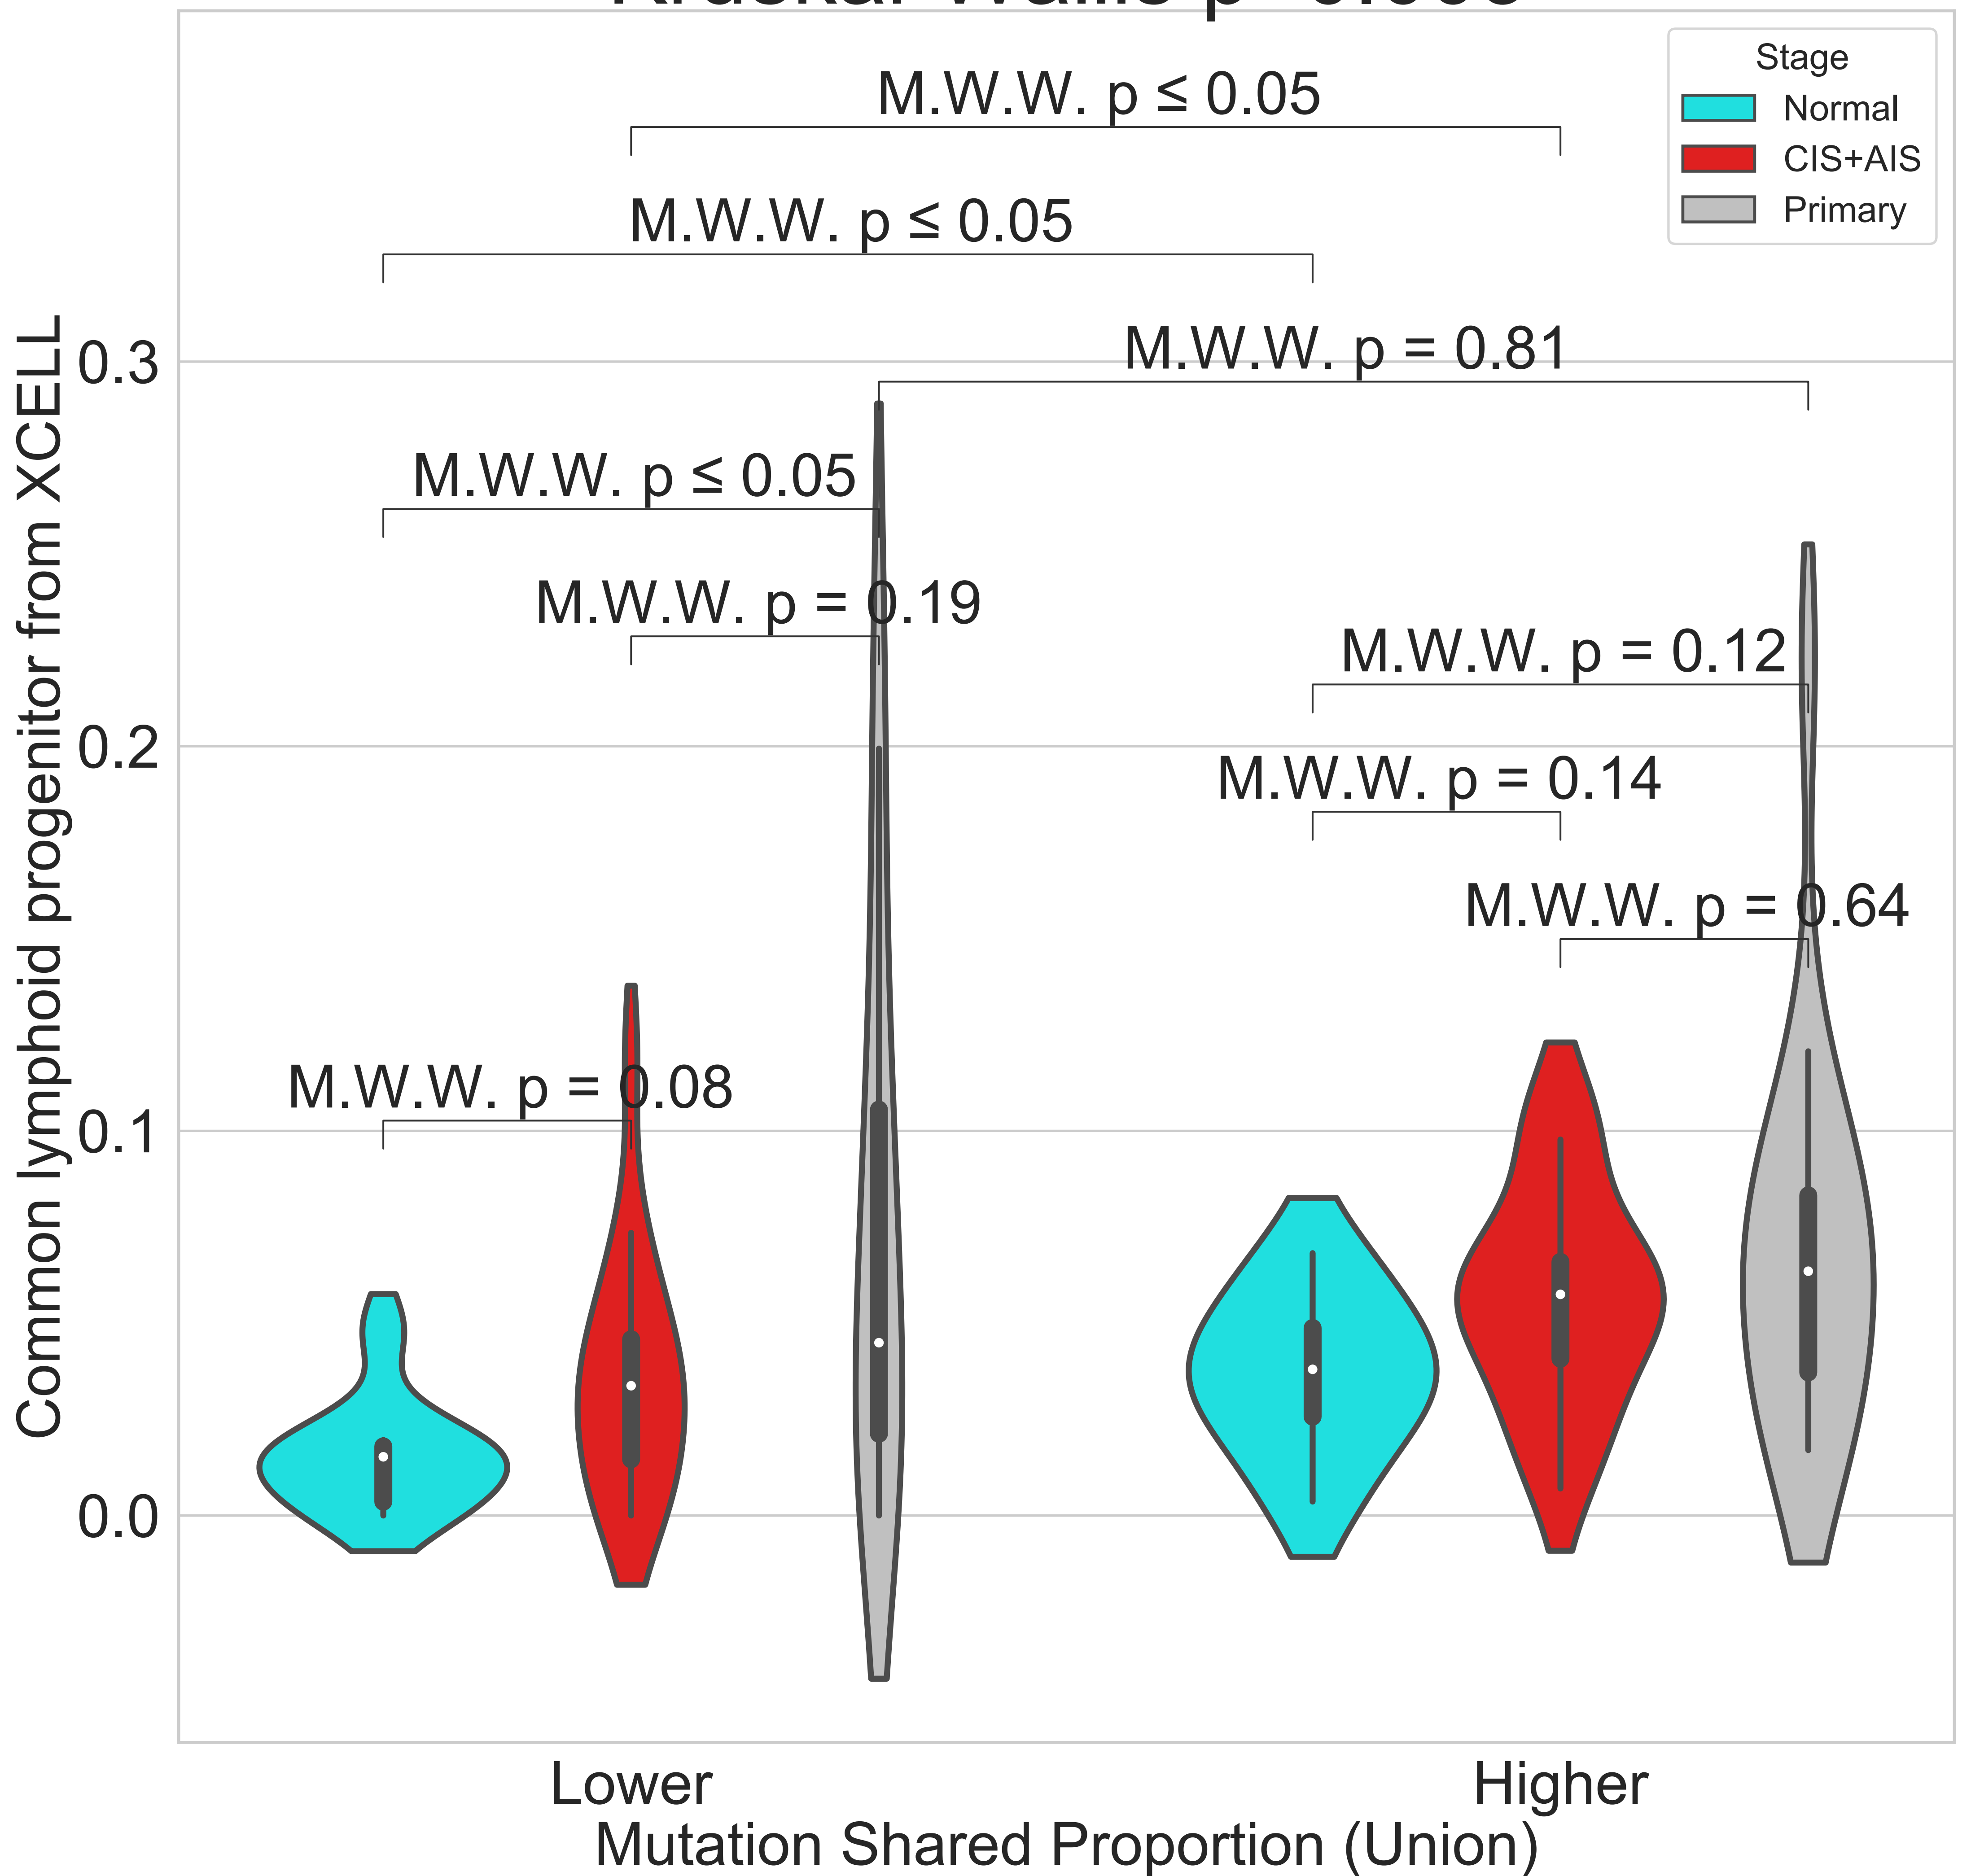 Stage
Normal
CIS+AIS
Primary
M.W.W. p ≤ 0.05
M.W.W. p ≤ 0.05
M.W.W. p = 0.81
M.W.W. p ≤ 0.05
M.W.W. p = 0.19
M.W.W. p = 0.12
M.W.W. p = 0.14
M.W.W. p = 0.64
M.W.W. p = 0.08
Common lymphoid progenitor from XCELL
0.3
0.2
0.1
0.0
Lower
Higher
Mutation Shared Proportion (Union)